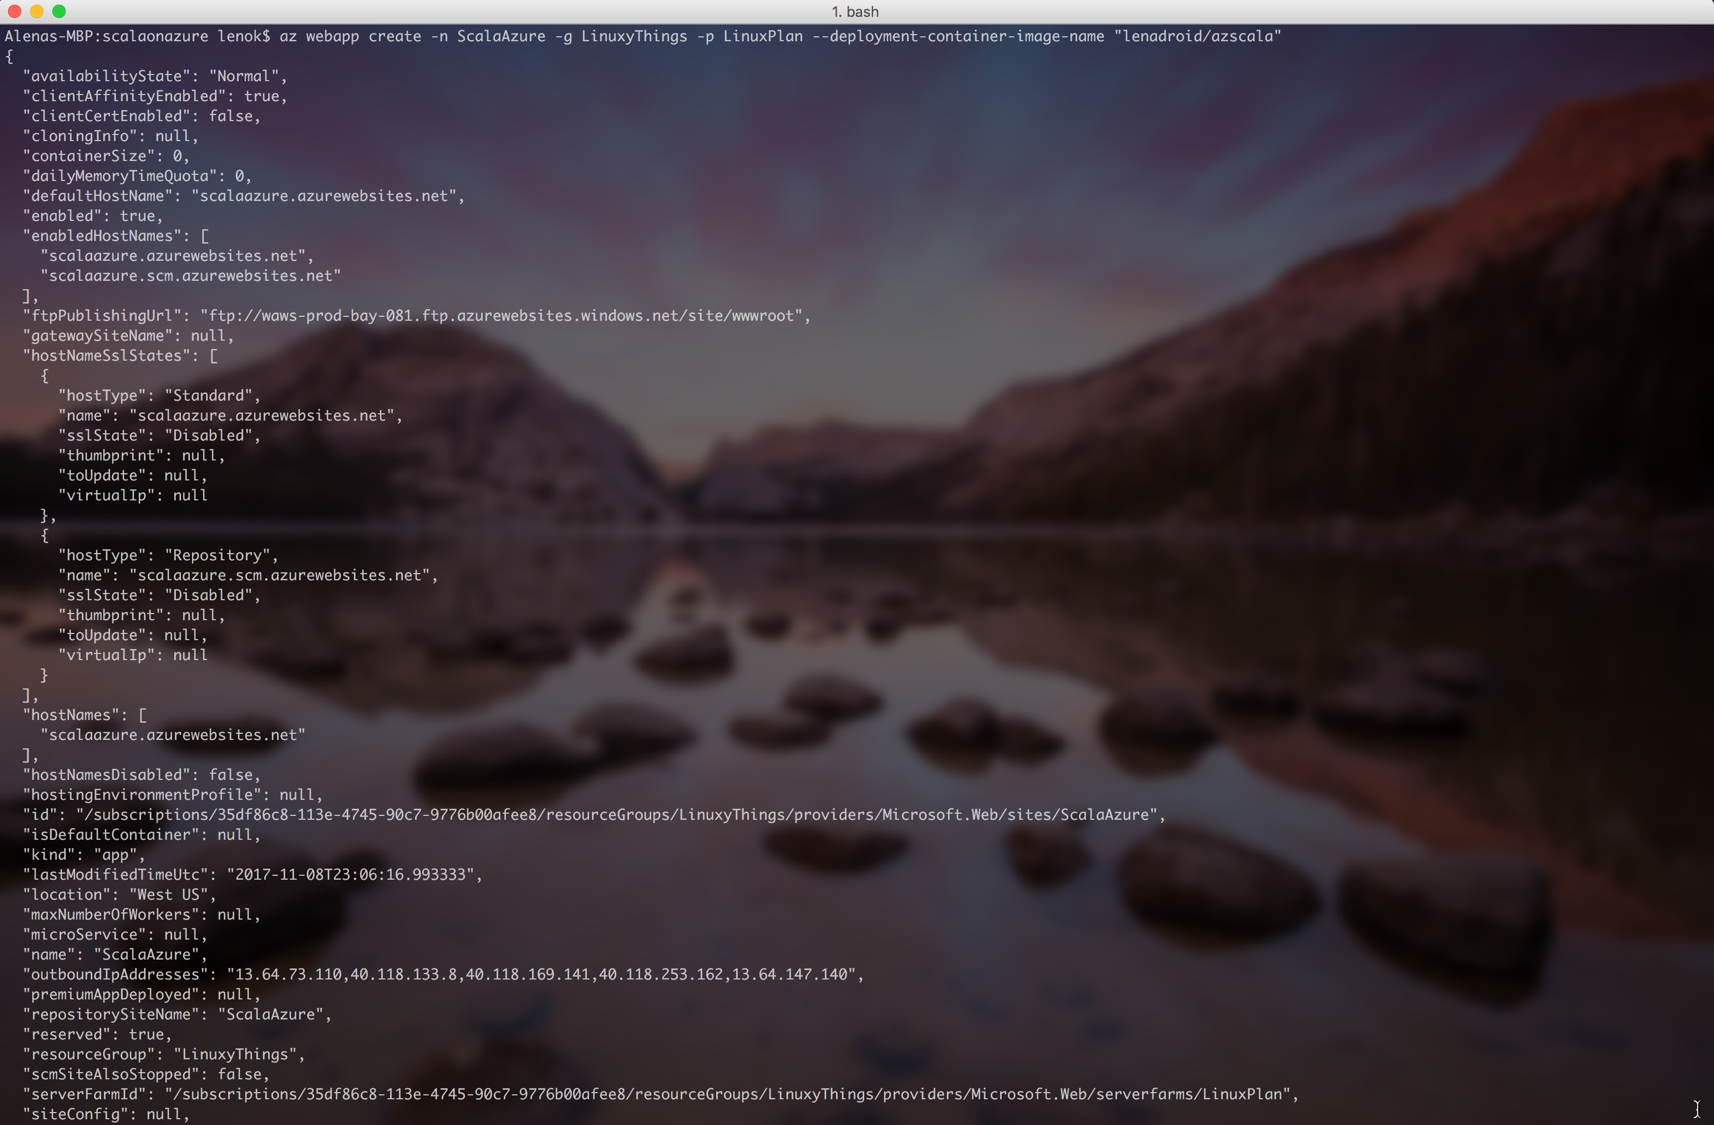 1. bash
Alenas-MBP:scalaonazure lenok$ az webapp create -n ScalaAzure -g LinuxyThings -p LinuxPlan --deployment-container-image-name "lenadroid/azscala"
{
  "availabilityState": "Normal",
  "clientAffinityEnabled": true,
  "clientCertEnabled": false,
  "cloningInfo": null,
  "containerSize": 0,
  "dailyMemoryTimeQuota": 0,
  "defaultHostName": "scalaazure.azurewebsites.net",
  "enabled": true,
  "enabledHostNames": [
    "scalaazure.azurewebsites.net",
    "scalaazure.scm.azurewebsites.net"
  ],
  "ftpPublishingUrl": "ftp://waws-prod-bay-081.ftp.azurewebsites.windows.net/site/wwwroot",
  "gatewaySiteName": null,
  "hostNameSslStates": [
    {
      "hostType": "Standard",
      "name": "scalaazure.azurewebsites.net",
      "sslState": "Disabled",
      "thumbprint": null,
      "toUpdate": null,
      "virtualIp": null
    },
    {
      "hostType": "Repository",
      "name": "scalaazure.scm.azurewebsites.net",
      "sslState": "Disabled",
      "thumbprint": null,
      "toUpdate": null,
      "virtualIp": null
    }
  ],
  "hostNames": [
    "scalaazure.azurewebsites.net"
  ],
  "hostNamesDisabled": false,
  "hostingEnvironmentProfile": null,
  "id": "/subscriptions/35df86c8-113e-4745-90c7-9776b00afee8/resourceGroups/LinuxyThings/providers/Microsoft.Web/sites/ScalaAzure",
  "isDefaultContainer": null,
  "kind": "app",
  "lastModifiedTimeUtc": "2017-11-08T23:06:16.993333",
  "location": "West US",
  "maxNumberOfWorkers": null,
  "microService": null,
  "name": "ScalaAzure",
  "outboundIpAddresses": "13.64.73.110,40.118.133.8,40.118.169.141,40.118.253.162,13.64.147.140",
  "premiumAppDeployed": null,
  "repositorySiteName": "ScalaAzure",
  "reserved": true,
  "resourceGroup": "LinuxyThings",
  "scmSiteAlsoStopped": false,
  "serverFarmId": "/subscriptions/35df86c8-113e-4745-90c7-9776b00afee8/resourceGroups/LinuxyThings/providers/Microsoft.Web/serverfarms/LinuxPlan",
  "siteConfig": null,